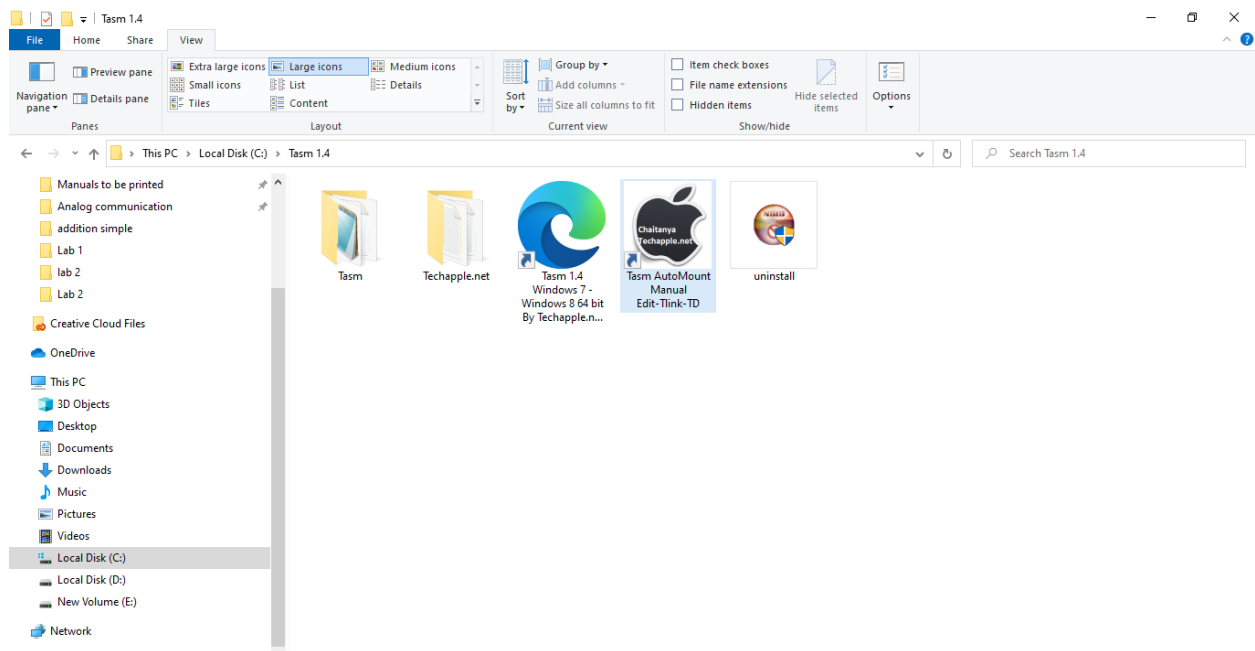 Tasm 1.4
File Home Share View
Navigation pane
Preview pane
Details pane
Panes
Extra large icons Large icons Medium icons
Small icons List Details
Tiles Content
Layout
Sort by
Group by
Add columns
Size all columns to fit
Current view
Item check boxes
File name extensions
Hidden items
Hide selected items
Show/hide
Options
This PC > Local Disk (C:) > Tasm 1.4
Search Tasm 1.4
Manuals to be printed
Analog communication
addition simple
Lab 1
lab 2
Lab 2
Creative Cloud Files
OneDrive
This PC
3D Objects
Desktop
Documents
Downloads
Music
Pictures
Videos
Local Disk (C:)
Local Disk (D:)
New Volume (E:)
Network
Tasm
Techapple.net
Tasm 1.4
Windows 7 -
Windows 8 64 bit
By Techapple.n...
Chaitanya
Techapple.net
Tasm AutoMount
Manual
Edit-Tlink-TD
NSIS
uninstall